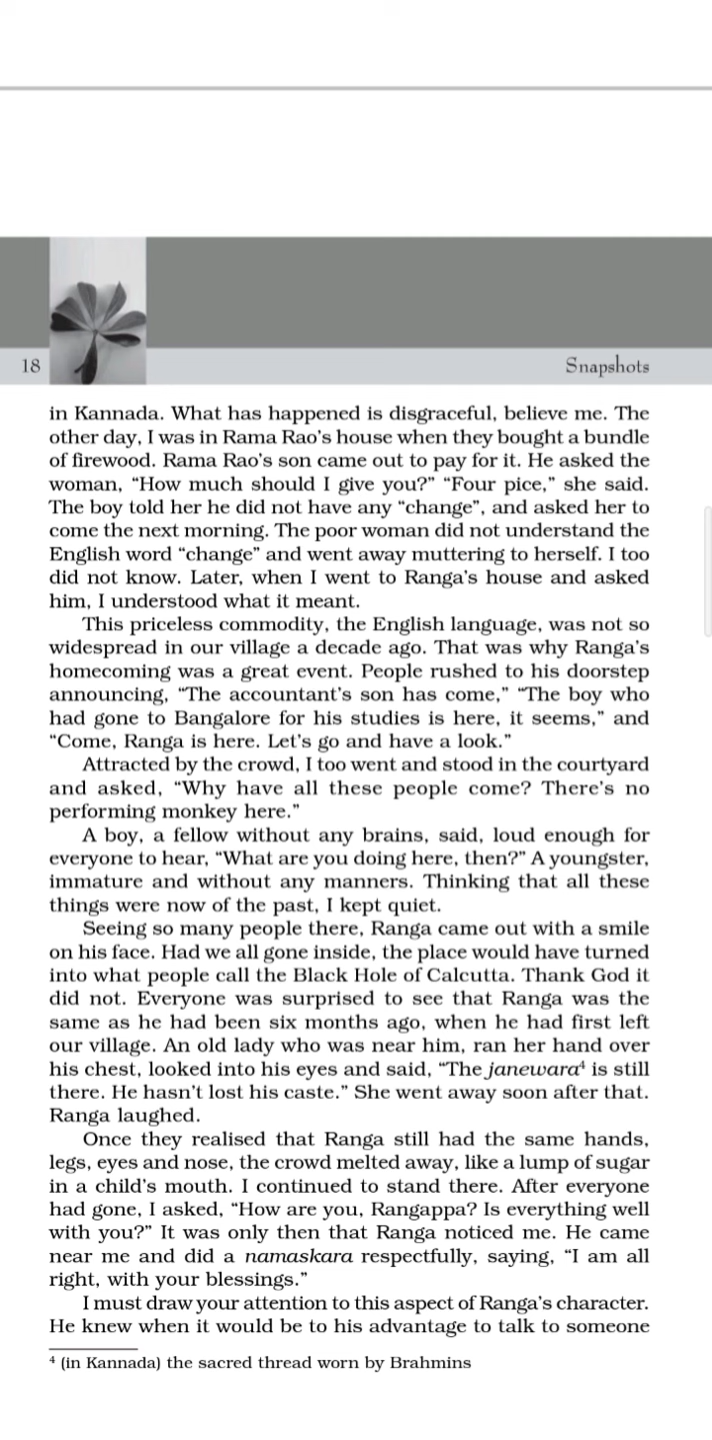 18
Snapshots
in Kannada. What has happened is disgraceful, believe me. The
other day, I was in Rama Rao’s house when they bought a bundle
of firewood. Rama Rao’s son came out to pay for it. He asked the
woman, “How much should I give you?” “Four pice,” she said.
The boy told her he did not have any “change”, and asked her to
come the next morning. The poor woman did not understand the
English word “change” and went away muttering to herself. I too
did not know. Later, when I went to Ranga’s house and asked
him, I understood what it meant.
This priceless commodity, the English language, was not so
widespread in our village a decade ago. That was why Ranga’s
homecoming was a great event. People rushed to his doorstep
announcing, “The accountant’s son has come,” “The boy who
had gone to Bangalore for his studies is here, it seems,” and
“Come, Ranga is here. Let’s go and have a look.”
Attracted by the crowd, I too went and stood in the courtyard
and asked, “Why have all these people come? There’s no
performing monkey here.”
A boy, a fellow without any brains, said, loud enough for
everyone to hear, “What are you doing here, then?” A youngster,
immature and without any manners. Thinking that all these
things were now of the past, I kept quiet.
Seeing so many people there, Ranga came out with a smile
on his face. Had we all gone inside, the place would have turned
into what people call the Black Hole of Calcutta. Thank God it
did not. Everyone was surprised to see that Ranga was the
same as he had been six months ago, when he had first left
our village. An old lady who was near him, ran her hand over
his chest, looked into his eyes and said, “The janewara⁴ is still
there. He hasn’t lost his caste.” She went away soon after that.
Ranga laughed.
Once they realised that Ranga still had the same hands,
legs, eyes and nose, the crowd melted away, like a lump of sugar
in a child’s mouth. I continued to stand there. After everyone
had gone, I asked, “How are you, Rangappa? Is everything well
with you?” It was only then that Ranga noticed me. He came
near me and did a namaskara respectfully, saying, “I am all
right, with your blessings.”
I must draw your attention to this aspect of Ranga’s character.
He knew when it would be to his advantage to talk to someone
⁴ (in Kannada) the sacred thread worn by Brahmins